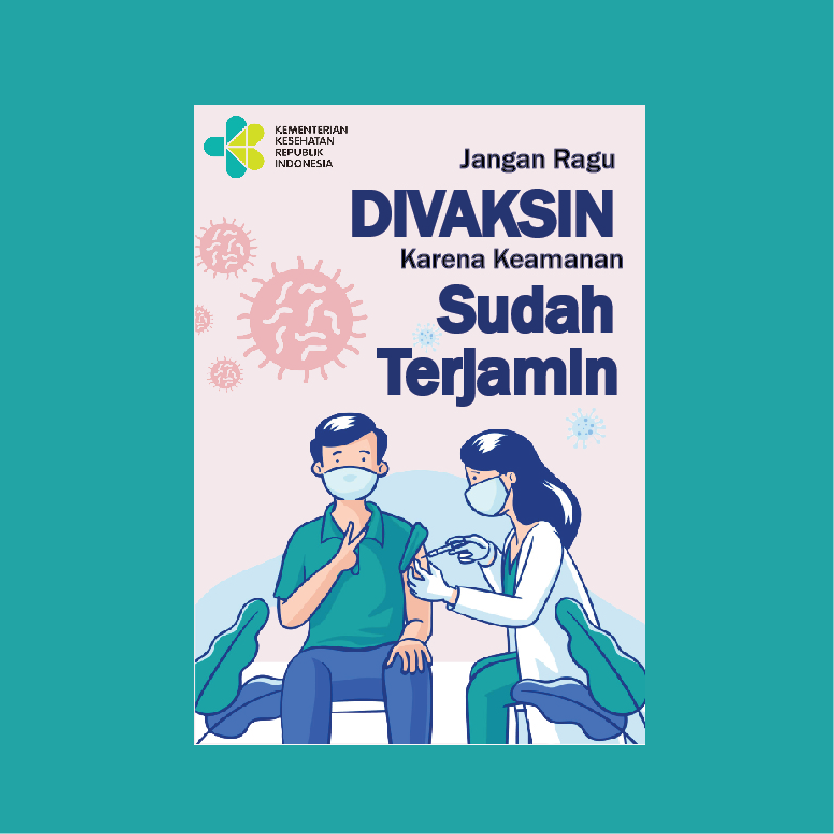 KEMENTERIAN
KESEHATAN
REPUBLIK
INDONESIA
Jangan Ragu
DIVAKSIN
Karena Keamanan
Sudah
Terjamin